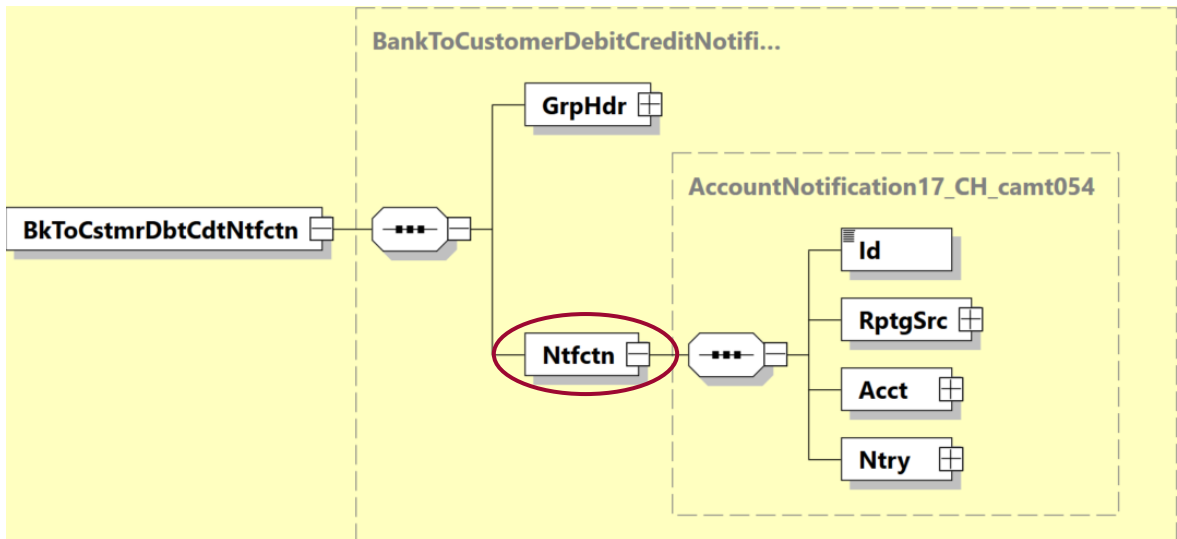 BankToCustomerDebitCreditNotifi...
GrpHdr
AccountNotification17_CH_camt054
BkToCstmrDbtCdtNtfctn
Id
RptgSrc
Ntfctn
Acct
Ntry